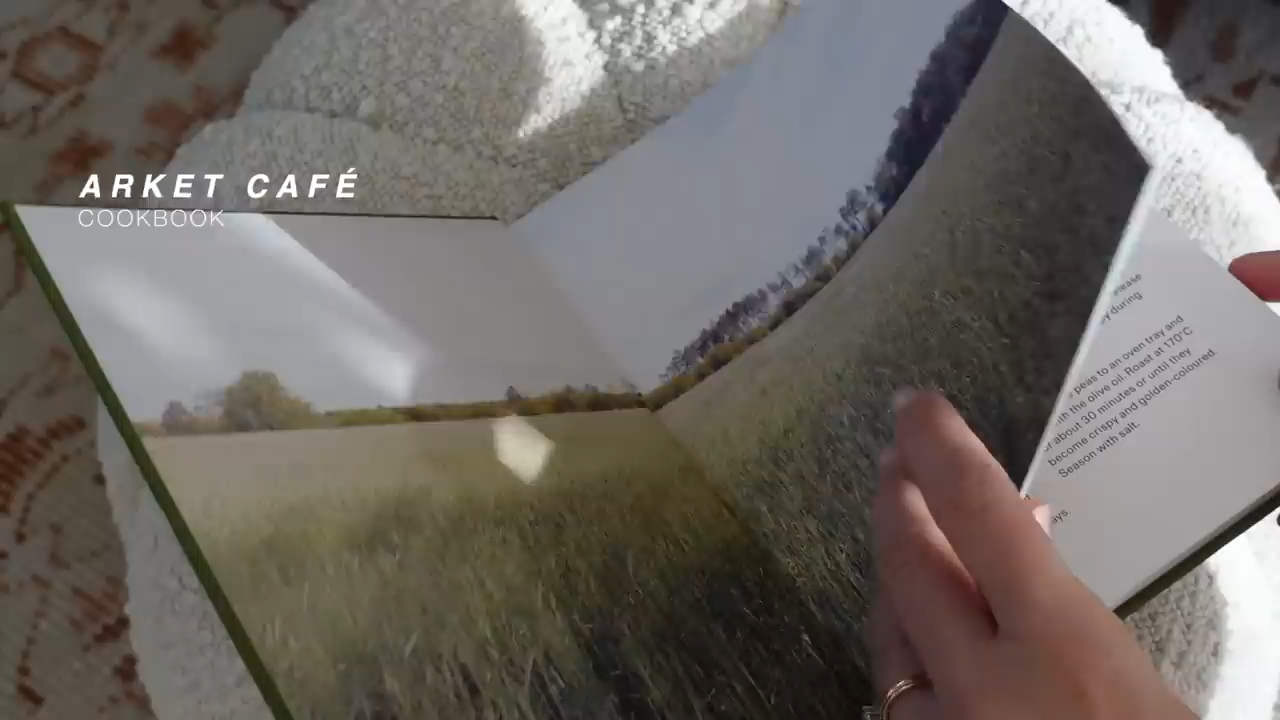 ARKET CAFÉ
COOKBOOK
during
peas to an oven tray and
the olive oil. Roast at 170°C
about 30 minutes or until they
become crispy and golden-coloured.
Season with salt.